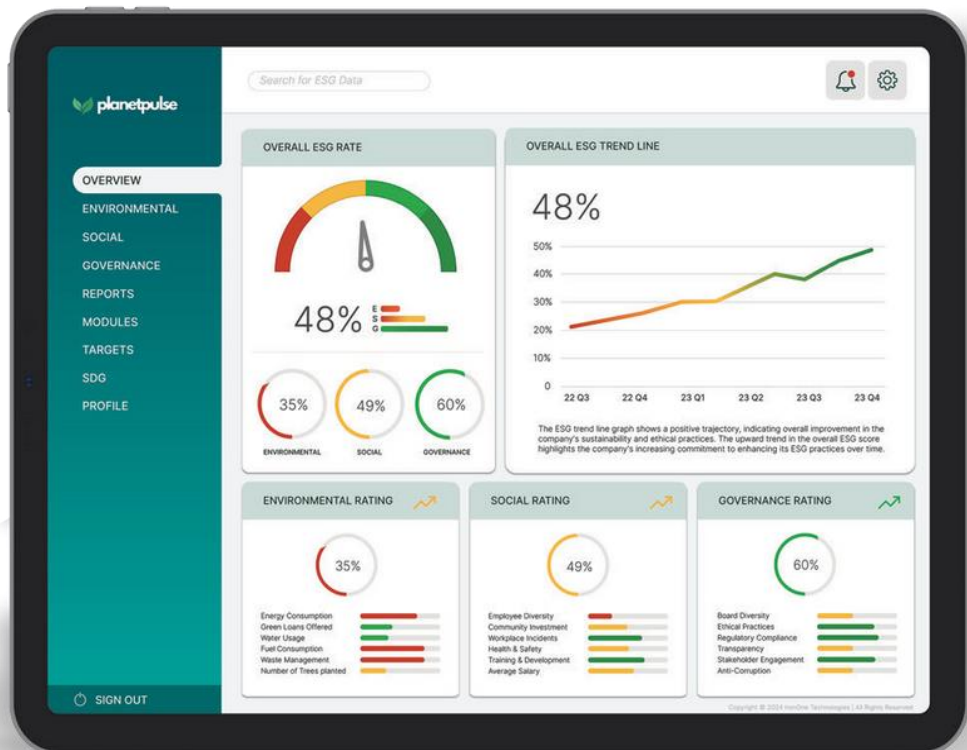 planetpulse
Search for ESG Data
OVERVIEW
ENVIRONMENTAL
SOCIAL
GOVERNANCE
REPORTS
MODULES
TARGETS
SDG
PROFILE
SIGN OUT
OVERALL ESG RATE
48%
E
S
G
35%
49%
60%
ENVIRONMENTAL
SOCIAL
GOVERNANCE
OVERALL ESG TREND LINE
48%
50%
40%
30%
20%
10%
0
22 Q3 22 Q4 23 Q1 23 Q2 23 Q3 23 Q4
The ESG trend line graph shows a positive trajectory, indicating overall improvement in the
company's sustainability and ethical practices. The upward trend in the overall ESG score
highlights the company's increasing commitment to enhancing its ESG practices over time.
ENVIRONMENTAL RATING
35%
Energy Consumption
Green Loans Offered
Water Usage
Fuel Consumption
Waste Management
Number of Trees planted
SOCIAL RATING
49%
Employee Diversity
Community Investment
Workplace Incidents
Health & Safety
Training & Development
Average Salary
GOVERNANCE RATING
60%
Board Diversity
Ethical Practices
Regulatory Compliance
Transparency
Stakeholder Engagement
Anti-Corruption
Copyright © 2024 IronOne Technologies | All Rights Reserved